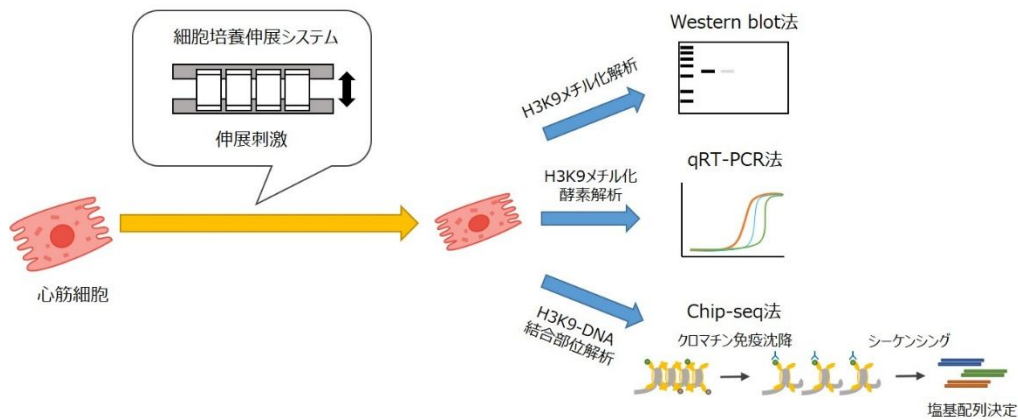 細胞培養伸展システム
伸展刺激
心筋細胞
H3K9メチル化解析
Western blot法
H3K9メチル化
酵素解析
qRT-PCR法
H3K9-DNA
結合部位解析
Chip-seq法
クロマチン免疫沈降
シーケンシング
塩基配列決定